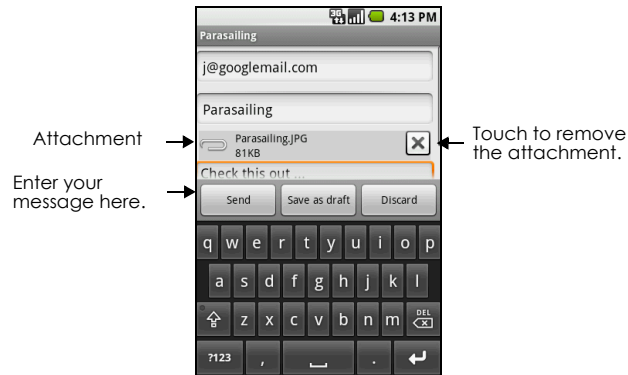 3G 4:13 PM
Parasailing
j@googlemail.com
Parasailing
Attachment
Parasailing.JPG
81KB
Touch to remove
the attachment.
Check this out ...
Enter your
message here.
Send Save as draft Discard
q w e r t y u i o p
a s d f g h j k l
z x c v b n m DEL
?123 , .